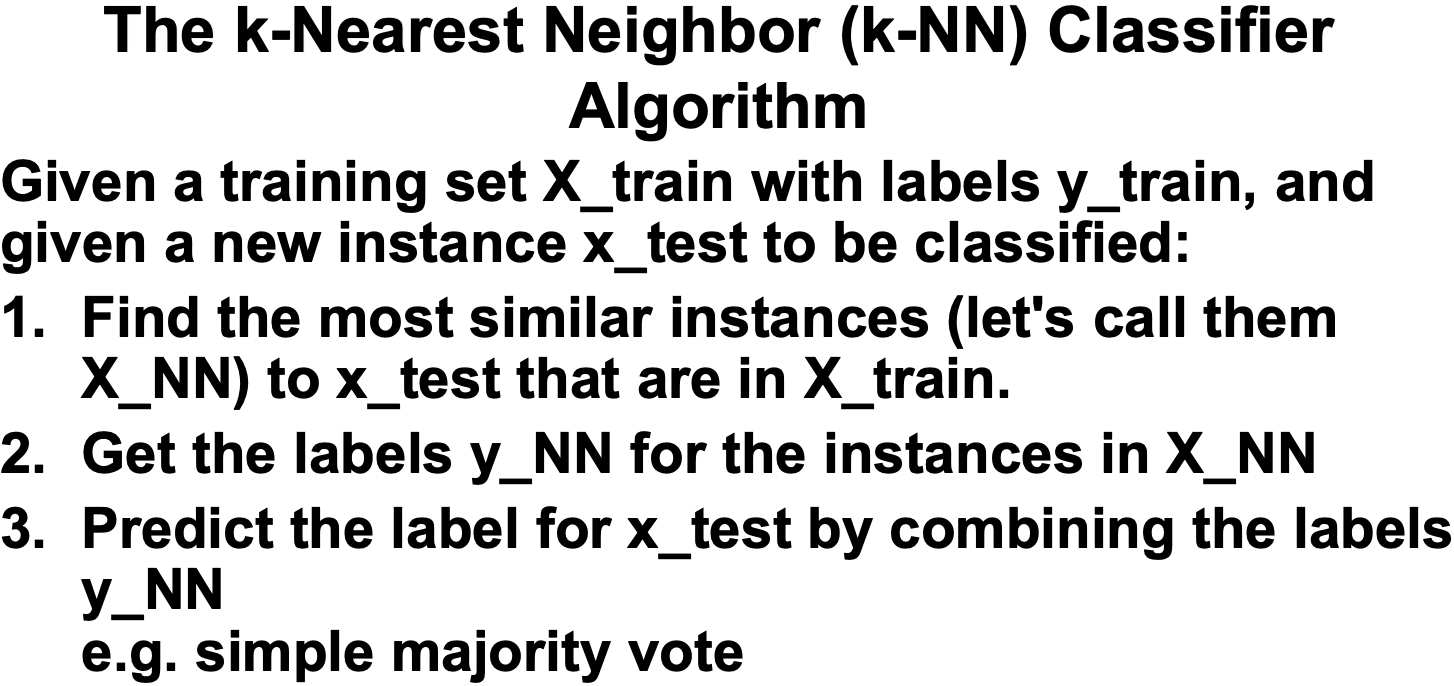 The k-Nearest Neighbor (k-NN) Classifier
Algorithm
Given a training set X_train with labels y_train, and
given a new instance x_test to be classified:
1. Find the most similar instances (let's call them
X_NN) to x_test that are in X_train.
2. Get the labels y_NN for the instances in X_NN
3. Predict the label for x_test by combining the labels
y_NN
e.g. simple majority vote